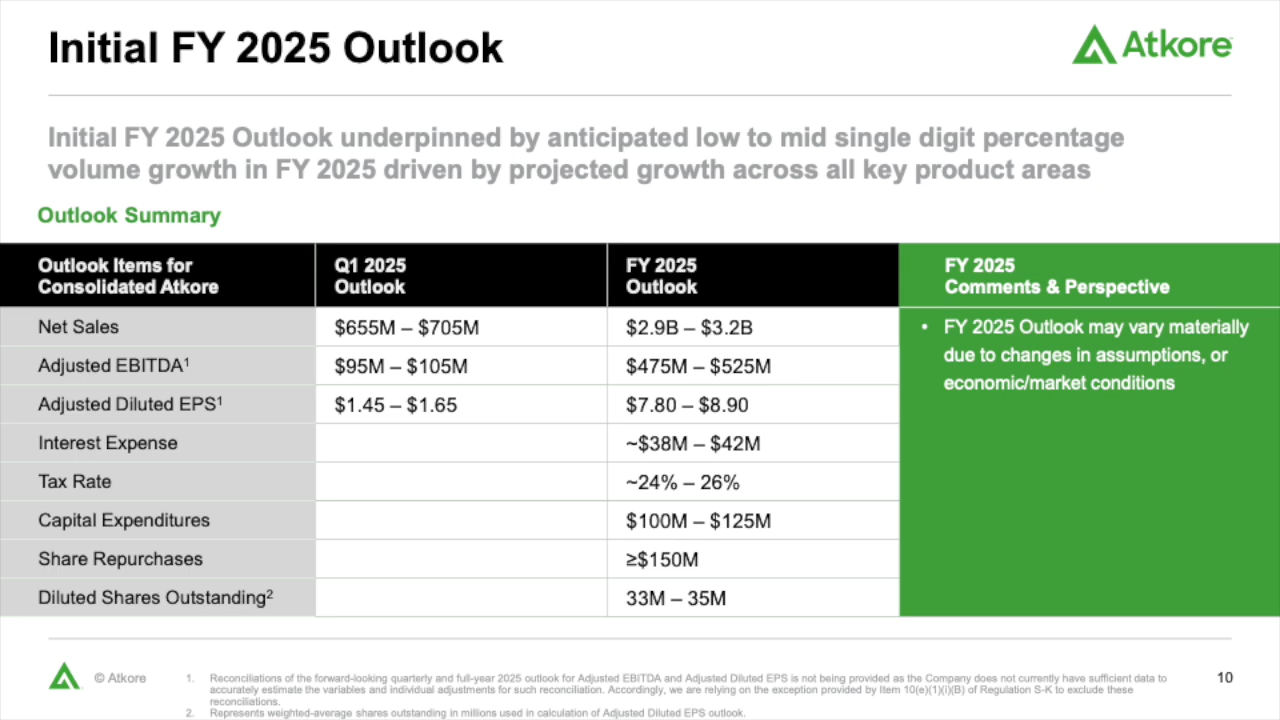 Initial FY 2025 Outlook
Atkore
Initial FY 2025 Outlook underpinned by anticipated low to mid single digit percentage
volume growth in FY 2025 driven by projected growth across all key product areas
Outlook Summary
Outlook Items for
Consolidated Atkore
Q1 2025
Outlook
FY 2025
Outlook
FY 2025
Comments & Perspective
Net Sales
$655M – $705M
$2.9B – $3.2B
Adjusted EBITDA¹
$95M – $105M
$475M – $525M
Adjusted Diluted EPS¹
$1.45 – $1.65
$7.80 – $8.90
Interest Expense
~$38M – $42M
Tax Rate
~24% – 26%
Capital Expenditures
$100M – $125M
Share Repurchases
≥$150M
Diluted Shares Outstanding²
33M – 35M
• FY 2025 Outlook may vary materially
due to changes in assumptions, or
economic/market conditions
© Atkore
1. Reconciliations of the forward-looking quarterly and full-year 2025 outlook for Adjusted EBITDA and Adjusted Diluted EPS is not being provided as the Company does not currently have sufficient data to
accurately estimate the variables and individual adjustments for such reconciliation. Accordingly, we are relying on the exception provided by Item 10(e)(1)(i)(B) of Regulation S-K to exclude these
reconciliations.
2. Represents weighted-average shares outstanding in millions used in calculation of Adjusted Diluted EPS outlook.
10